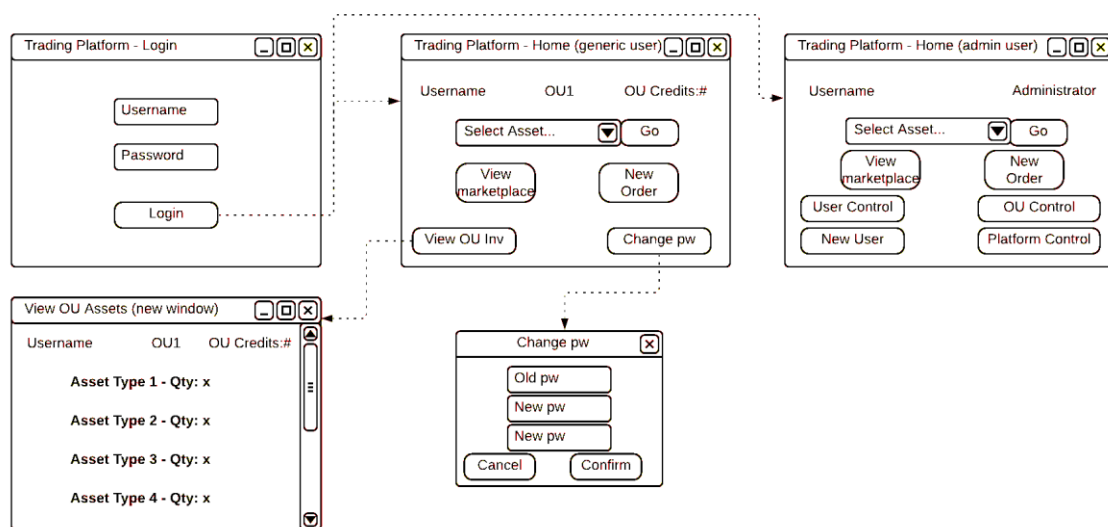 Trading Platform - Login
Username
Password
Login
Trading Platform - Home (generic user)
Username OU1 OU Credits:#
Select Asset... Go
View
marketplace
New
Order
View OU Inv Change pw
Trading Platform - Home (admin user)
Username Administrator
Select Asset... Go
View
marketplace
New
Order
User Control OU Control
New User Platform Control
View OU Assets (new window)
Username OU1 OU Credits:#
Asset Type 1 - Qty: x
Asset Type 2 - Qty: x
Asset Type 3 - Qty: x
Asset Type 4 - Qty: x
Change pw
Old pw
New pw
New pw
Cancel Confirm